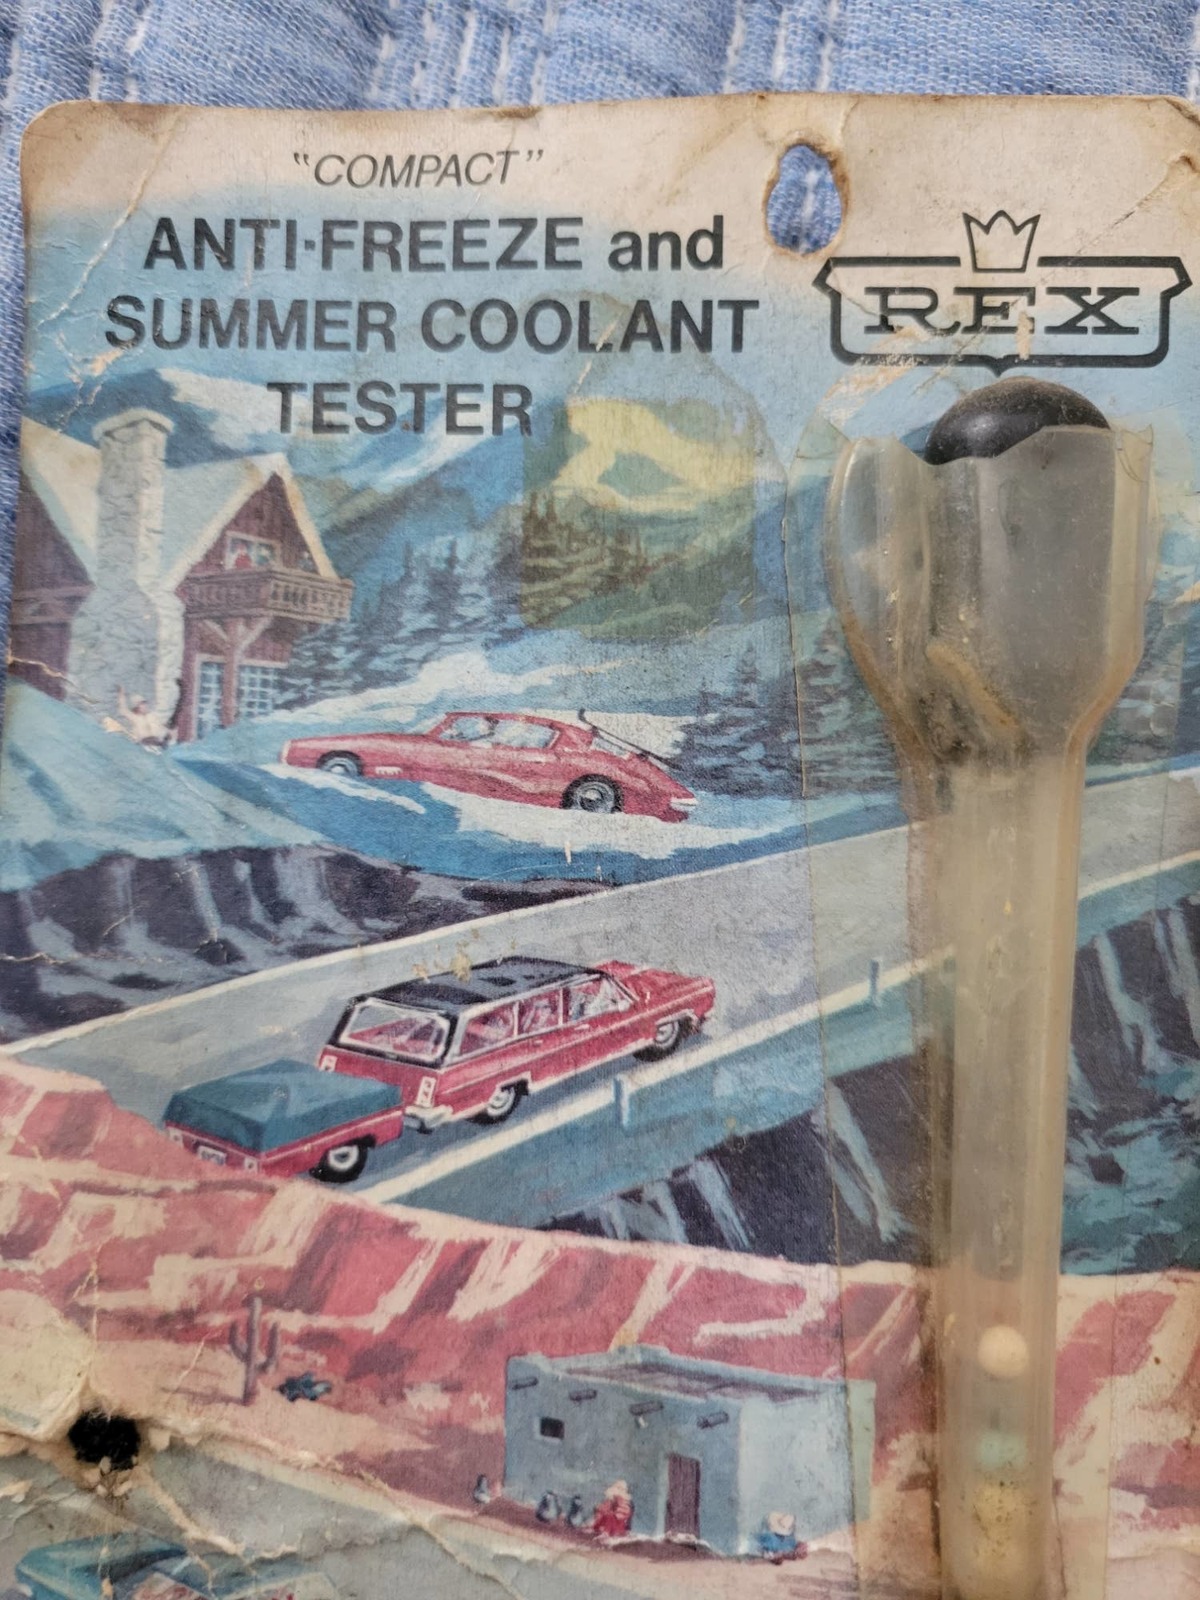 "COMPACT"
ANTI-FREEZE and
SUMMER COOLANT
TESTER
REX